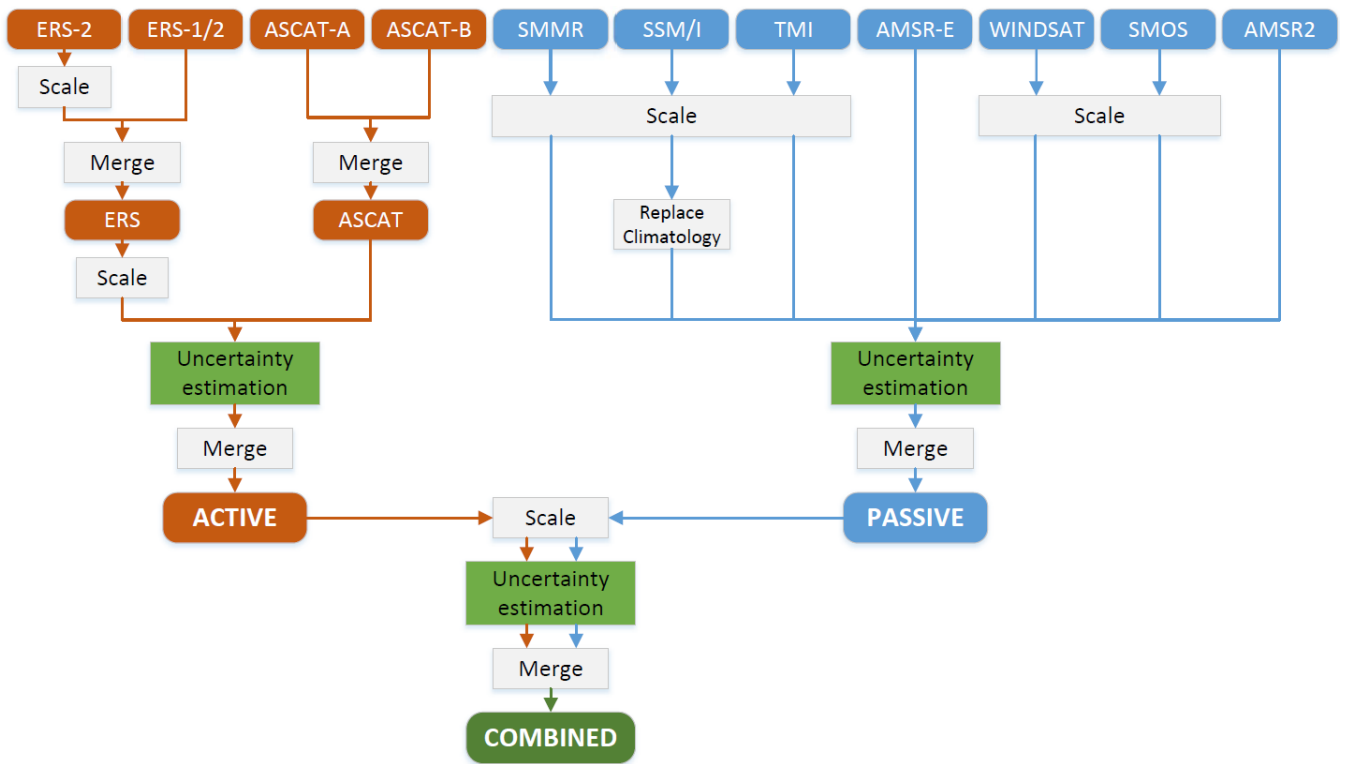 ERS-2
ERS-1/2
ASCAT-A
ASCAT-B
SMMR
SSM/I
TMI
AMSR-E
WINDSAT
SMOS
AMSR2
Scale
Scale
Scale
Merge
Merge
ERS
ASCAT
Replace
Climatology
Scale
Uncertainty
estimation
Uncertainty
estimation
Merge
Merge
ACTIVE
Scale
PASSIVE
Uncertainty
estimation
Merge
COMBINED